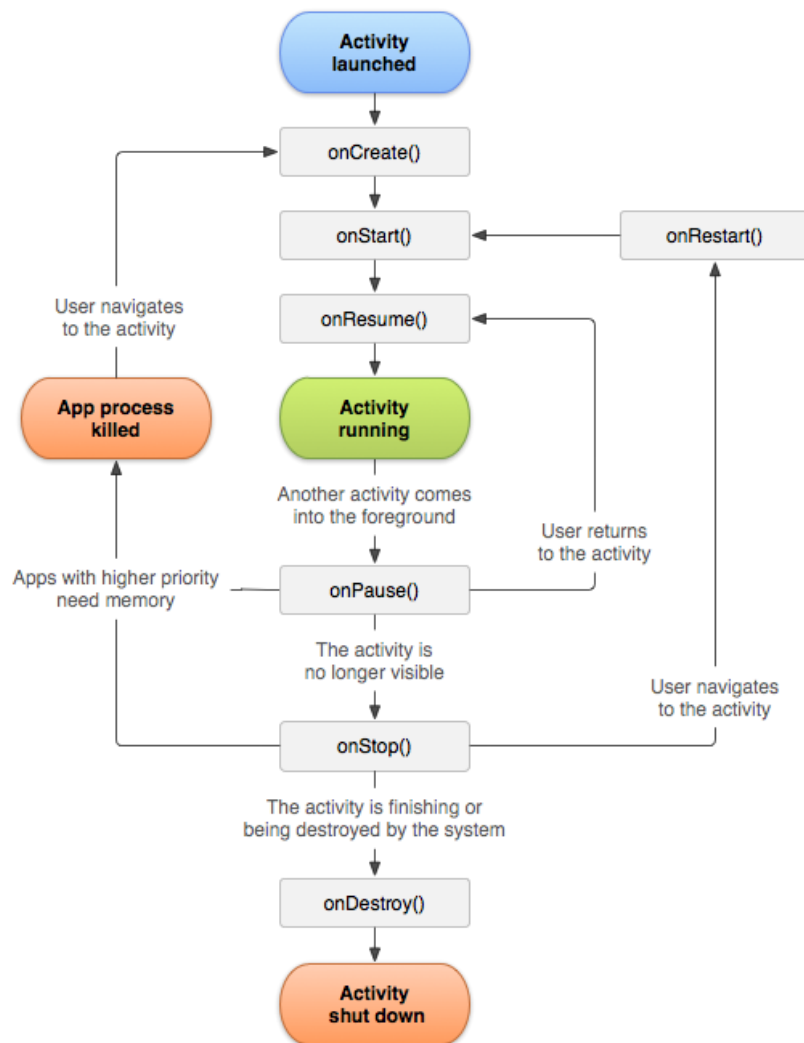 Activity
launched
onCreate()
onStart()
onRestart()
onResume()
User navigates
to the activity
App process
killed
Activity
running
Another activity comes
into the foreground
User returns
to the activity
Apps with higher priority
need memory
onPause()
The activity is
no longer visible
User navigates
to the activity
onStop()
The activity is finishing or
being destroyed by the system
onDestroy()
Activity
shut down